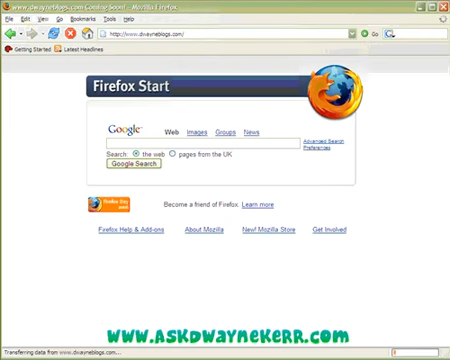 www.dwayneblogs.com Coming Soon! - Mozilla Firefox
File Edit View Go Bookmarks Tools Help
http://www.dwayneblogs.com/ Go
Getting Started Latest Headlines
Firefox Start
Google Web Images Groups News
Advanced Search
Preferences
Search: the web pages from the UK
Google Search
Become a friend of Firefox. Learn more
Firefox Help & Add-ons About Mozilla New! Mozilla Store Get Involved
www.ASKDWAYNEKERR.com
Transferring data from www.dwayneblogs.com...